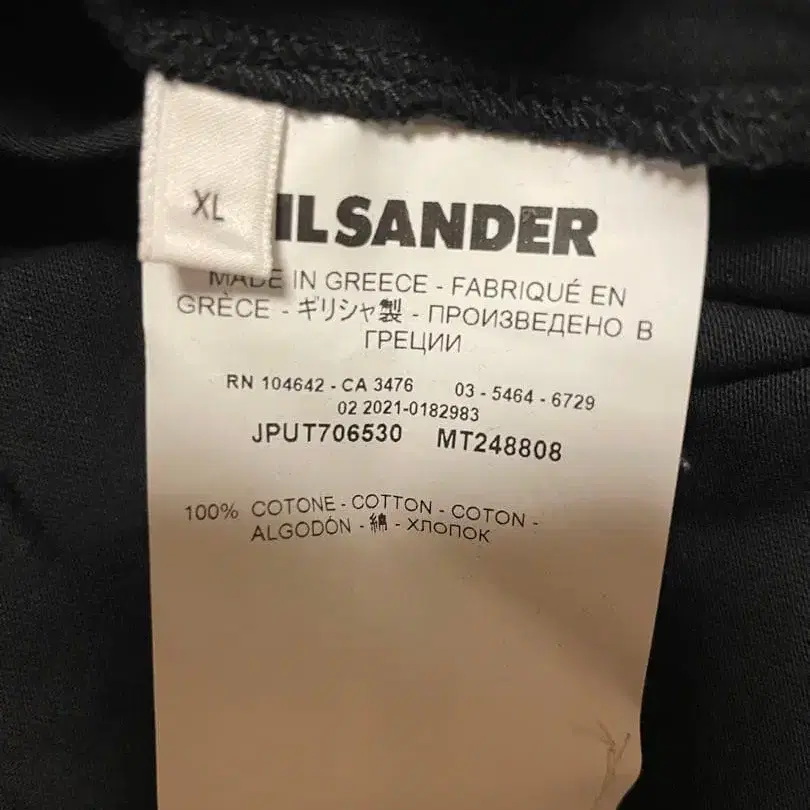 XL
IL SANDER
MADE IN GREECE - FABRIQUÉ EN
GRÈCE - ギリシャ製 - ПРОИЗВЕДЕНО В
ГРЕЦИИ
RN 104642 - CA 3476 03 - 5464 - 6729
02 2021-0182983
JPUT706530 MT248808
100% COTONE - COTTON - COTON -
ALGODÓN - 綿 - ХЛОПОК